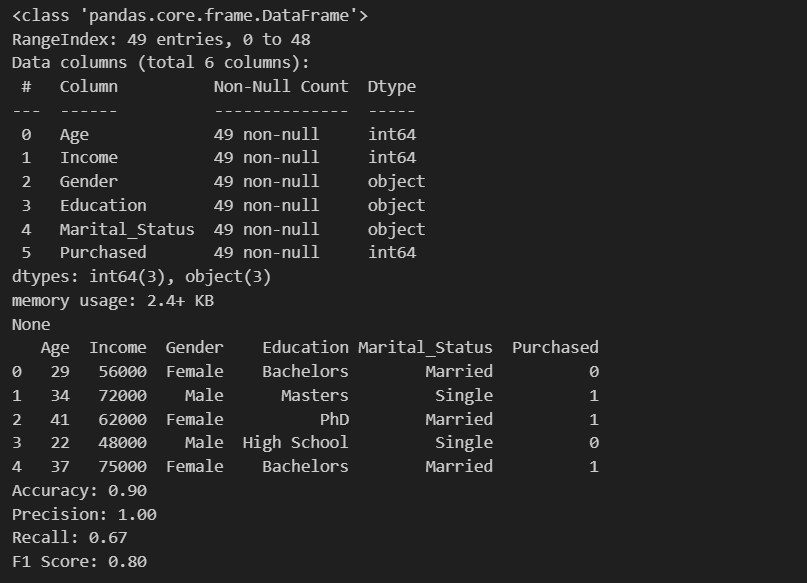 <class 'pandas.core.frame.DataFrame'>
RangeIndex: 49 entries, 0 to 48
Data columns (total 6 columns):
 #   Column          Non-Null Count  Dtype
---  ------          --------------  -----
 0   Age             49 non-null     int64
 1   Income          49 non-null     int64
 2   Gender          49 non-null     object
 3   Education       49 non-null     object
 4   Marital_Status  49 non-null     object
 5   Purchased       49 non-null     int64
dtypes: int64(3), object(3)
memory usage: 2.4+ KB
None
   Age  Income  Gender    Education Marital_Status  Purchased
0   29   56000  Female    Bachelors        Married          0
1   34   72000    Male      Masters         Single          1
2   41   62000  Female          PhD        Married          1
3   22   48000    Male  High School         Single          0
4   37   75000  Female    Bachelors        Married          1
Accuracy: 0.90
Precision: 1.00
Recall: 0.67
F1 Score: 0.80